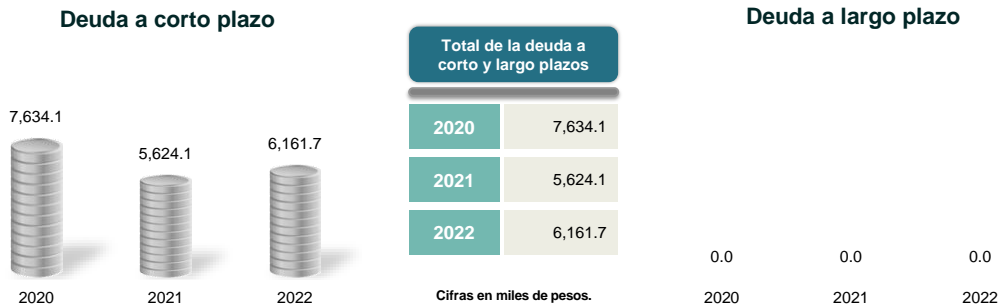 Deuda a corto plazo
7,634.1
5,624.1
6,161.7
2020 2021 2022
Total de la deuda a
corto y largo plazos
2020 7,634.1
2021 5,624.1
2022 6,161.7
Cifras en miles de pesos.
Deuda a largo plazo
0.0 0.0 0.0
2020 2021 2022